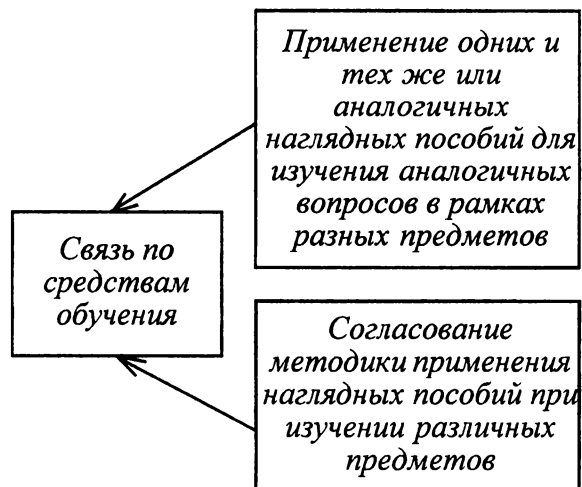 Применение одних и
тех же или
аналогичных
наглядных пособий для
изучения аналогичных
вопросов в рамках
разных предметов
Связь по
средствам
обучения
Согласование
методики применения
наглядных пособий при
изучении различных
предметов